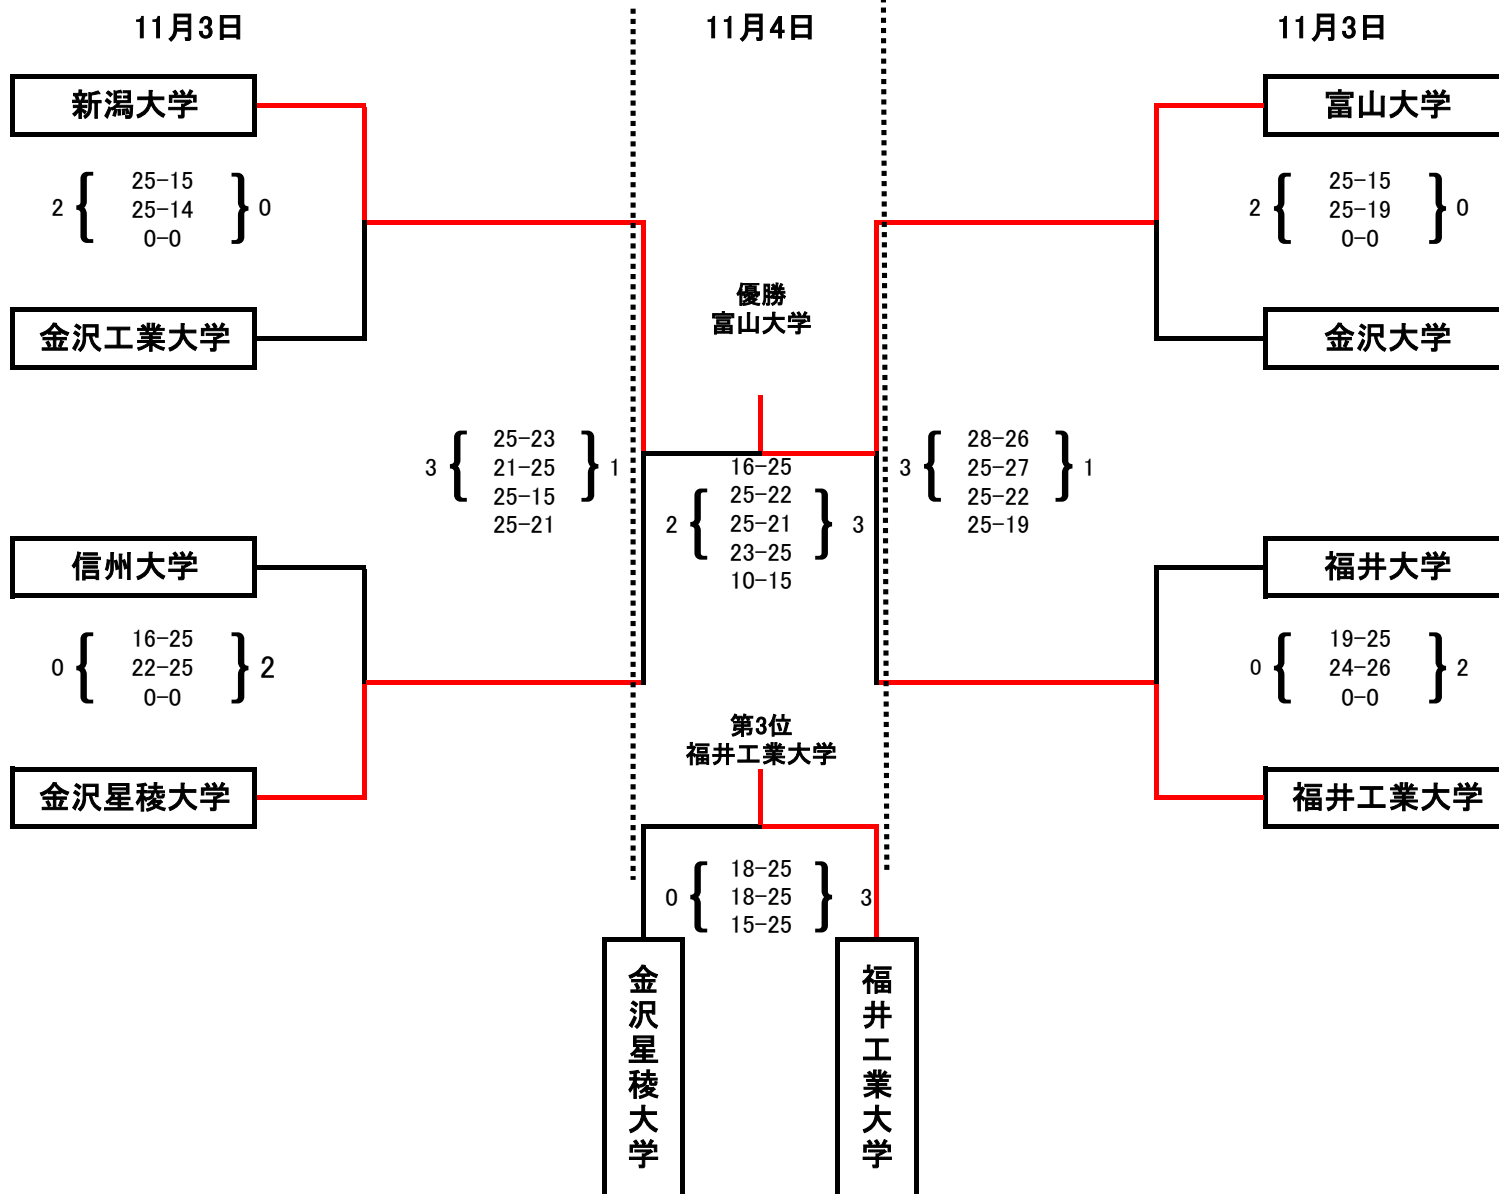 11月3日
11月4日
11月3日
新潟大学
富山大学
2 { 25-15 } 0
25-14
0-0
2 { 25-15 } 0
25-19
0-0
優勝
富山大学
金沢工業大学
金沢大学
3 { 25-23 } 1
21-25
25-15
25-21
16-25
2 { 25-22 } 3
25-21
23-25
10-15
3 { 28-26 } 1
25-27
25-22
25-19
信州大学
福井大学
0 { 16-25 } 2
22-25
0-0
0 { 19-25 } 2
24-26
0-0
第3位
福井工業大学
金沢星稜大学
福井工業大学
0 { 18-25 } 3
18-25
15-25
金沢星稜大学
福井工業大学